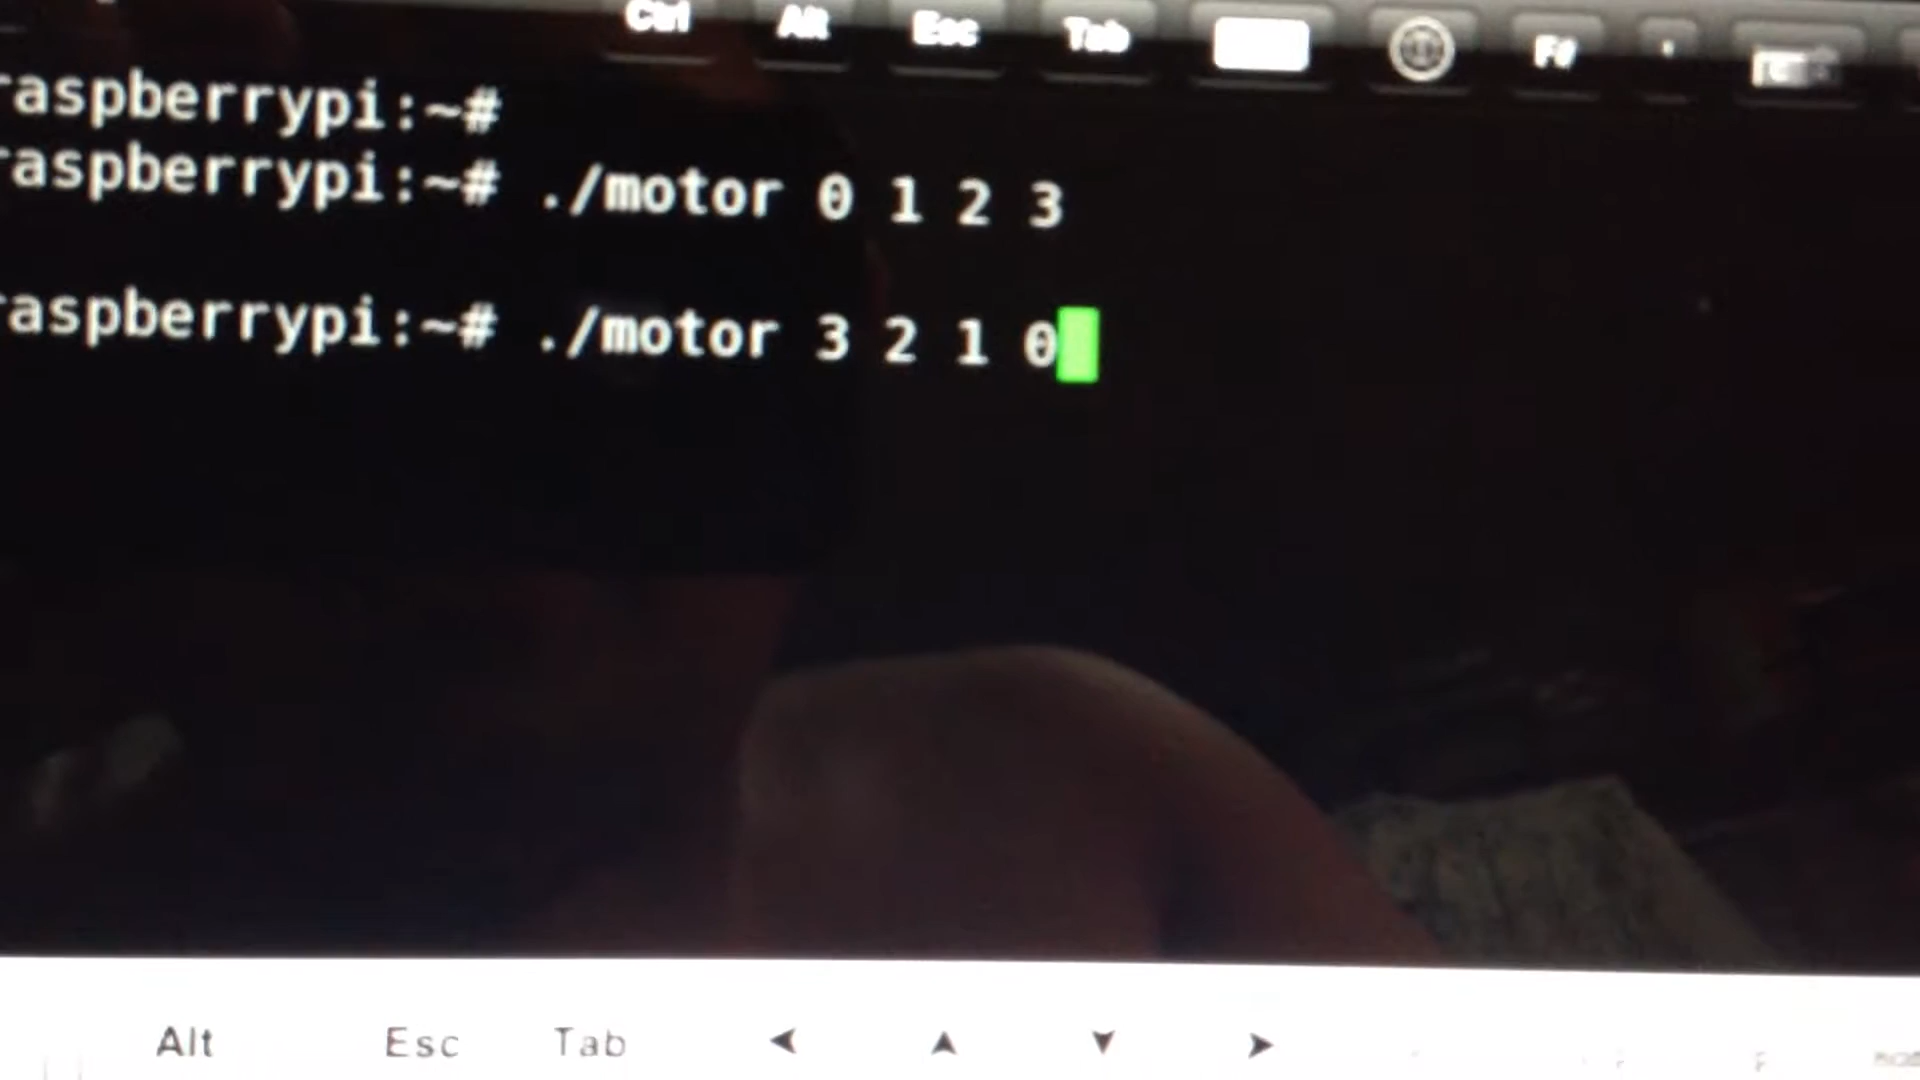 Ctrl Alt Esc Tab F#
raspberrypi:~#
raspberrypi:~# ./motor 0 1 2 3
raspberrypi:~# ./motor 3 2 1 0
Alt Esc Tab